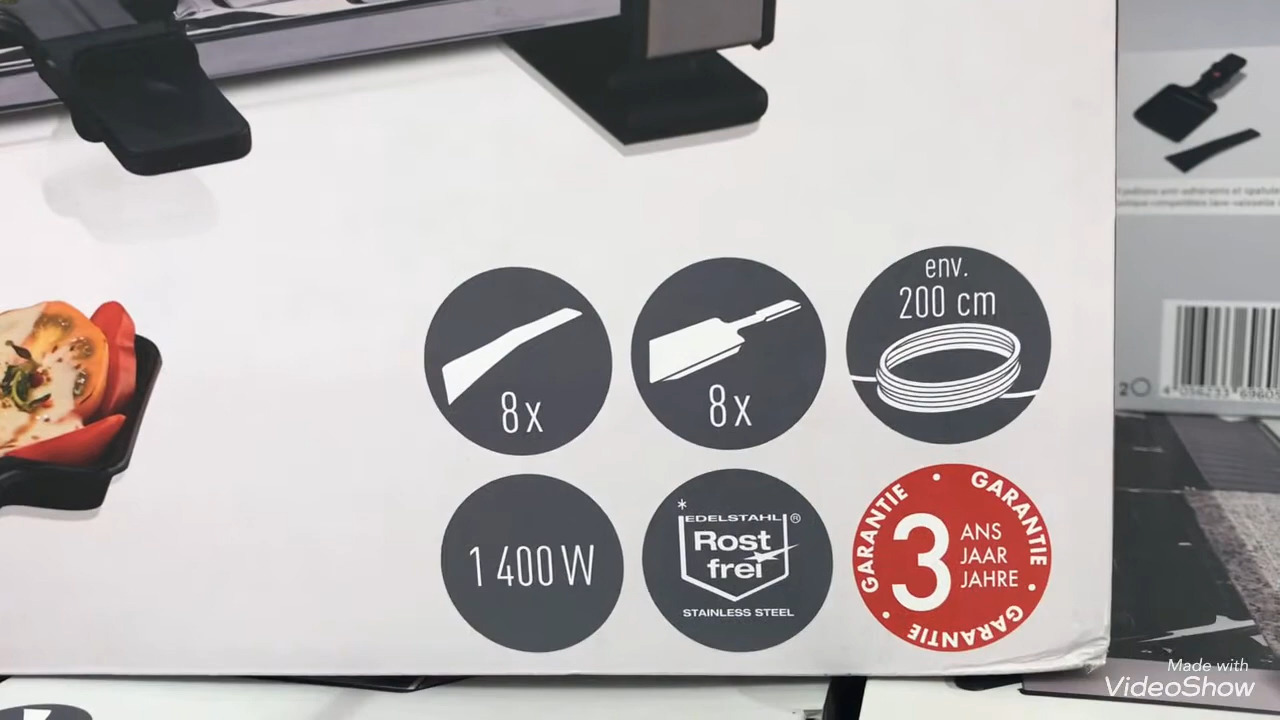 8x
8x
env.
200 cm
1 400 W
*
EDELSTAHL ®
Rost
frei
STAINLESS STEEL
GARANTIE • GARANTIE • GARANTIE •
3 ANS
JAAR
JAHRE
Made with
VideoShow